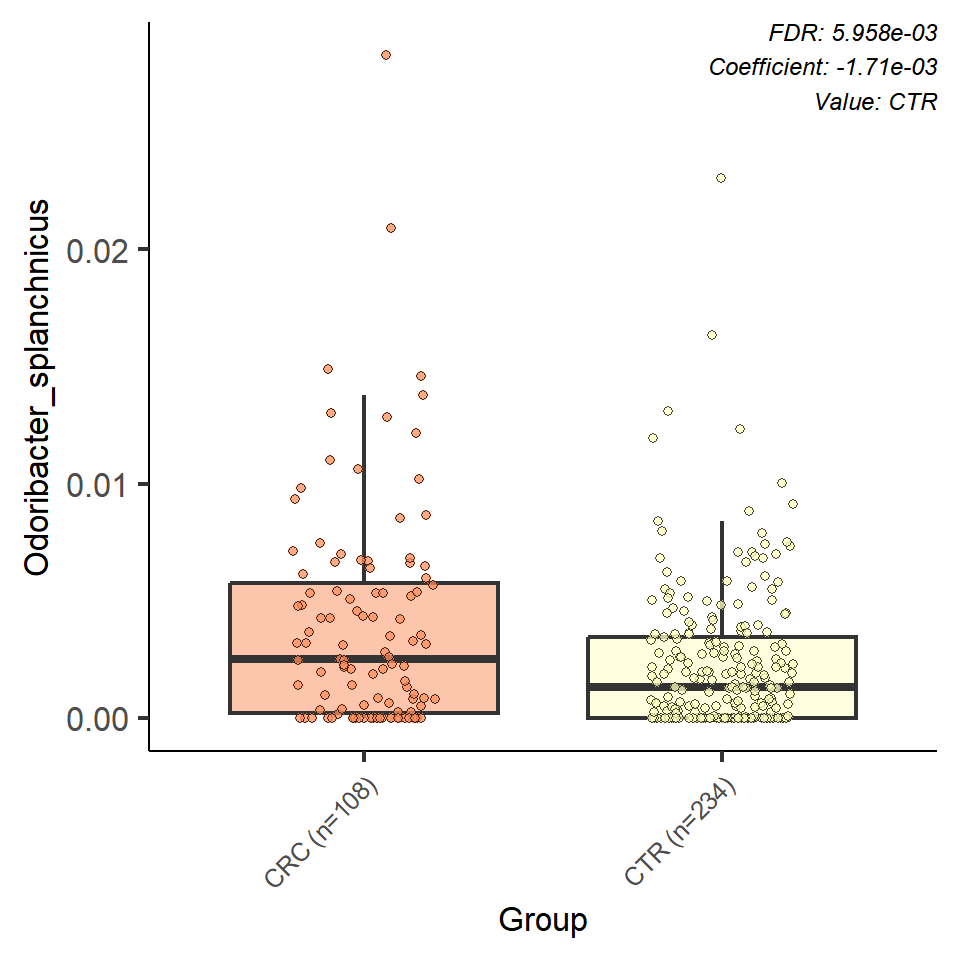 FDR: 5.958e-03
Coefficient: -1.71e-03
Value: CTR
Odoribacter_splanchnicus
0.02
0.01
0.00
CRC (n=108)
CTR (n=234)
Group